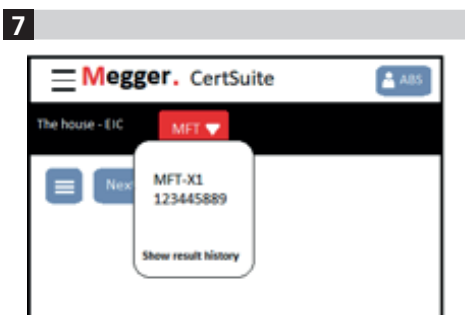 7
Megger. CertSuite
ABS
The house - EIC
MFT
Nex
MFT-X1
123445889
Show result history